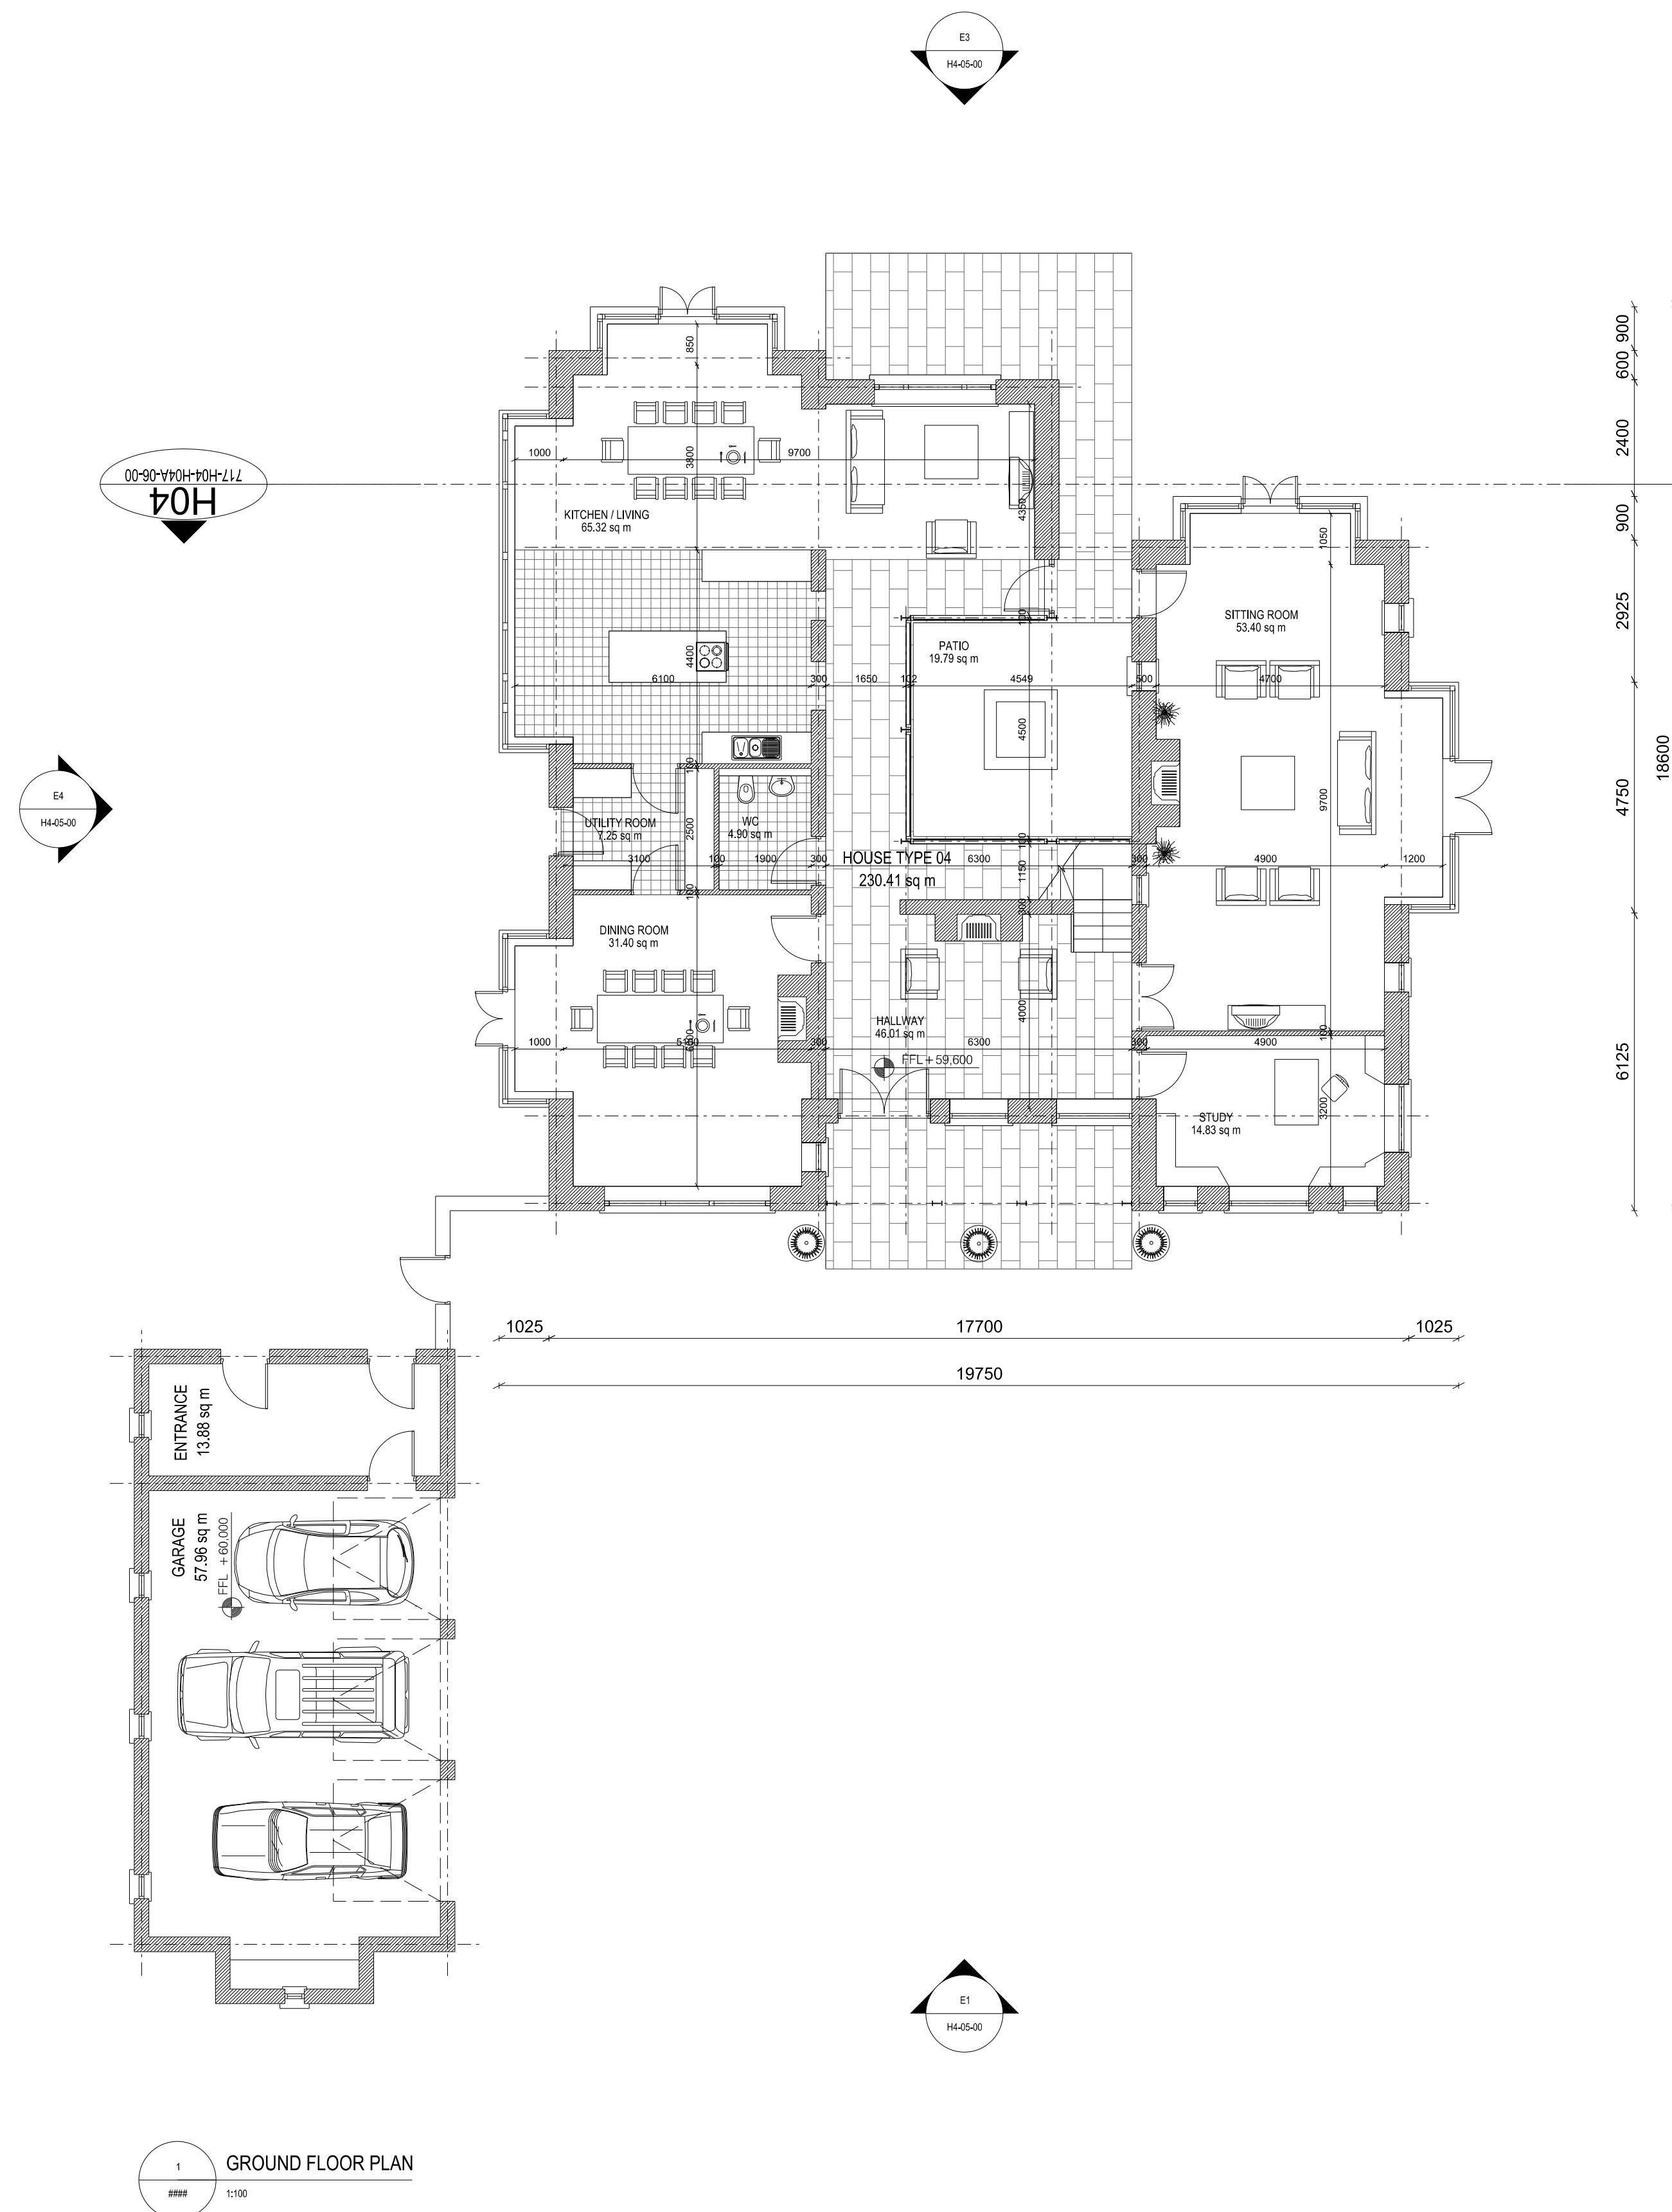 E3
H4-05-00
717-H04-H04A-06-00
H04
E4
H4-05-00
850
1000
3800
9700
4350
KITCHEN / LIVING
65.32 sq m
4400
6100
300
1650
102
4549
500
4700
100
PATIO
19.79 sq m
4500
100
1050
SITTING ROOM
53.40 sq m
9700
100
UTILITY ROOM
7.25 sq m
2500
WC
4.90 sq m
3100
100
1900
300
HOUSE TYPE 04
230.41 sq m
6300
1150
300
300
4900
1200
100
DINING ROOM
31.40 sq m
1000
300
4000
HALLWAY
46.01 sq m
6300
FFL +59,600
300
100
4900
STUDY
14.83 sq m
3200
900
600
2400
900
2925
4750
6125
18600
1025
17700
1025
19750
ENTRANCE
13.88 sq m
GARAGE
57.96 sq m
FFL +60,000
E1
H4-05-00
1
####
GROUND FLOOR PLAN
1:100